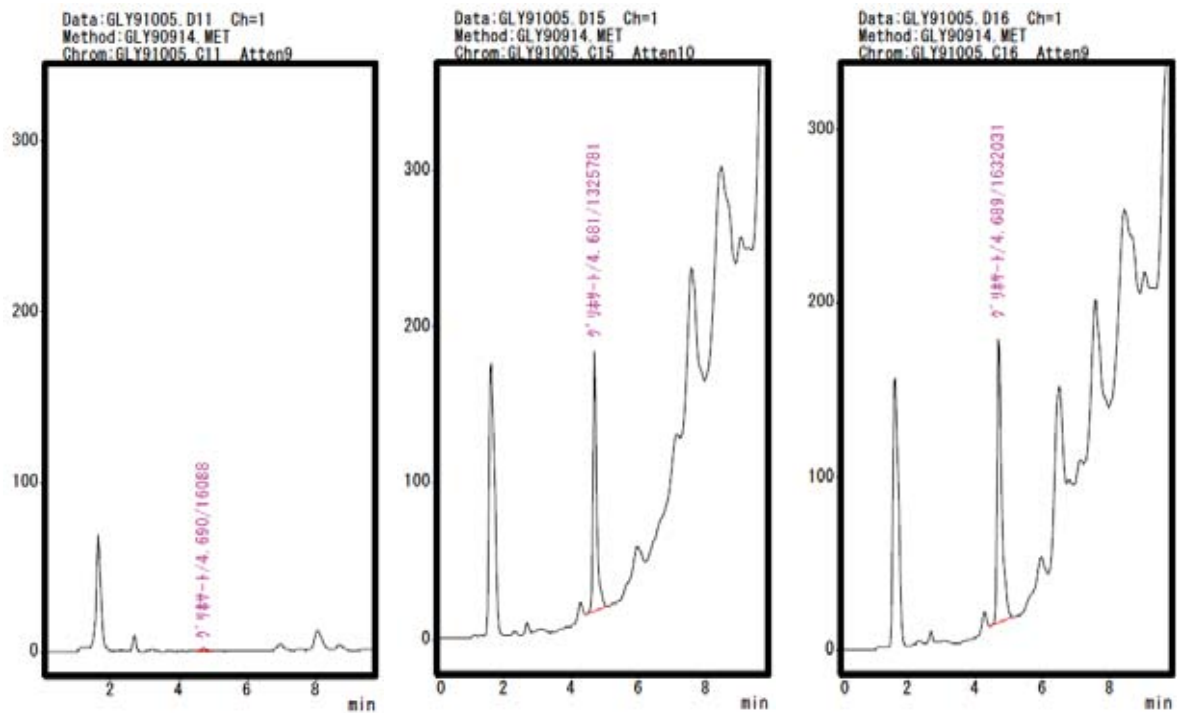 Data:GLY91005.D11 Ch=1
Method:GLY90914.MET
Chrom:GLY91005.C11 Atten9
300
200
100
0
グリホサート/4.690/16088
2
4
6
8
min
Data:GLY91005.D15 Ch=1
Method:GLY90914.MET
Chrom:GLY91005.C15 Atten10
300
200
100
0
グリホサート/4.681/1325781
0
2
4
6
8
min
Data:GLY91005.D16 Ch=1
Method:GLY90914.MET
Chrom:GLY91005.C16 Atten9
300
200
100
0
グリホサート/4.689/1632031
0
2
4
6
8
min